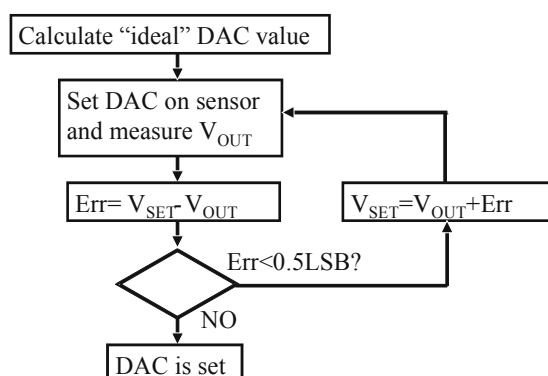 Calculate “ideal” DAC value
Set DAC on sensor
and measure VOUT
Err= VSET-VOUT
VSET=VOUT+Err
Err<0.5LSB?
NO
DAC is set